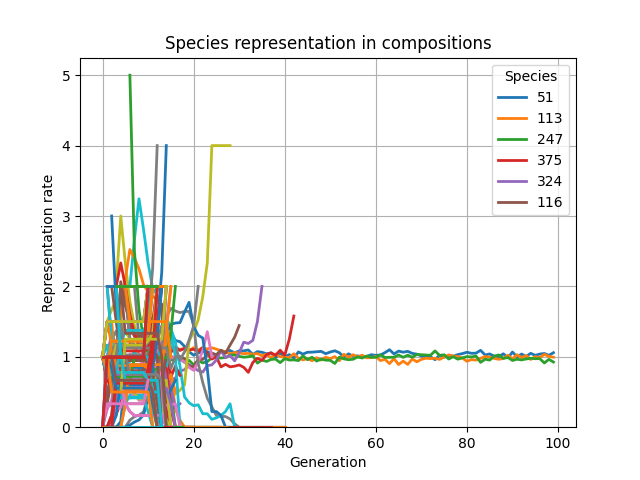 Species representation in compositions
Species
51
113
247
375
324
116
Representation rate
5
4
3
2
1
0
0 20 40 60 80 100
Generation